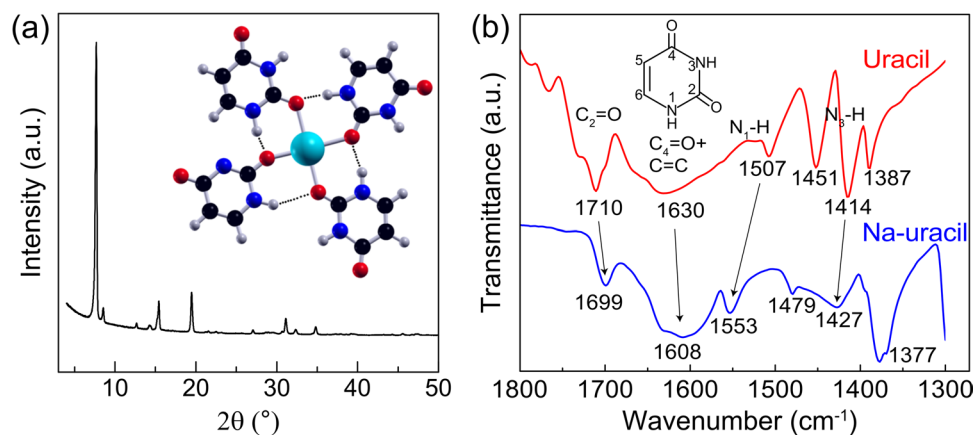 (a)
Intensity (a.u.)
10 20 30 40 50
2θ (°)
(b)
Transmittance (a.u.)
O
4
5
3NH
6
1
2
O
N
H
Uracil
C₂=O
C₄=O+
C=C
N₁-H
N₃-H
1710
1630
1507
1451
1414
1387
Na-uracil
1699
1608
1553
1479
1427
1377
1800 1700 1600 1500 1400 1300
Wavenumber (cm⁻¹)